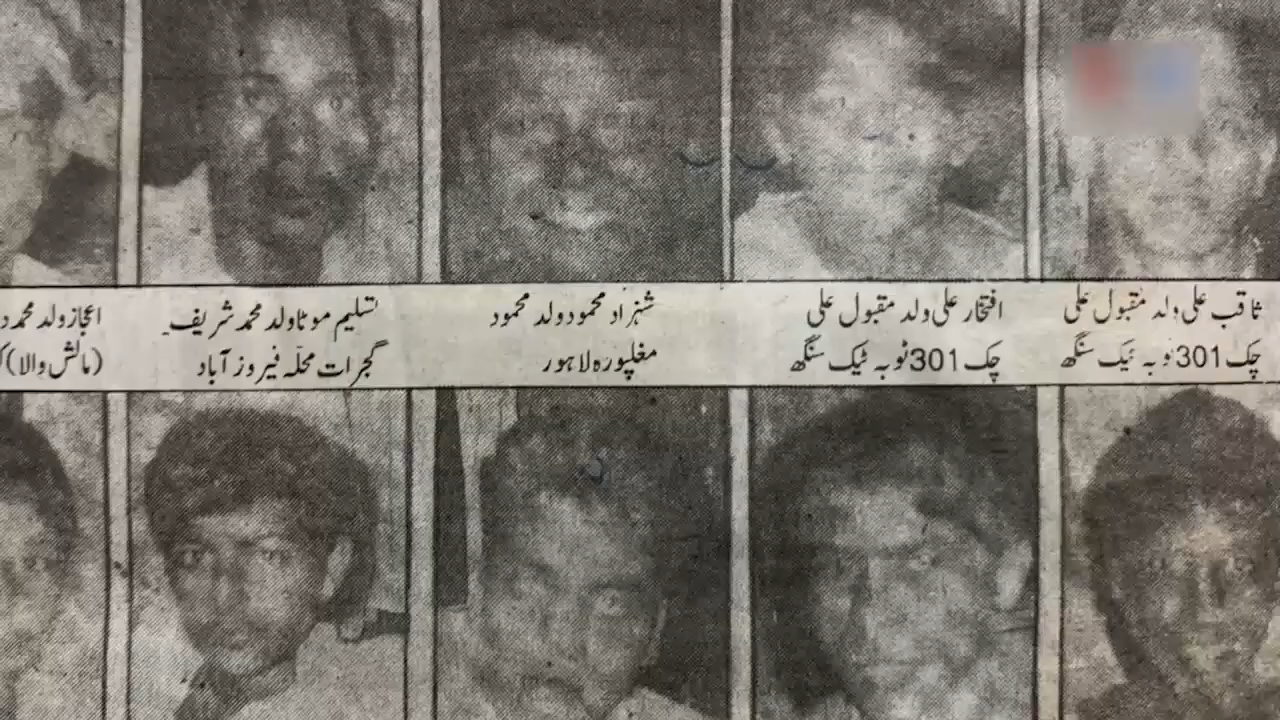 ثاقب علی ولد مقبول علی
چک 301 ٹوبہ ٹیک سنگھ
افتخار علی ولد مقبول علی
چک 301 ٹوبہ ٹیک سنگھ
شہزاد محمود ولد محمود
مغلپورہ لاہور
تسلیم موٹا ولد محمد شریف
گجرات محلّہ فیروز آباد
اعجاز ولد محمد
(مالش والا)